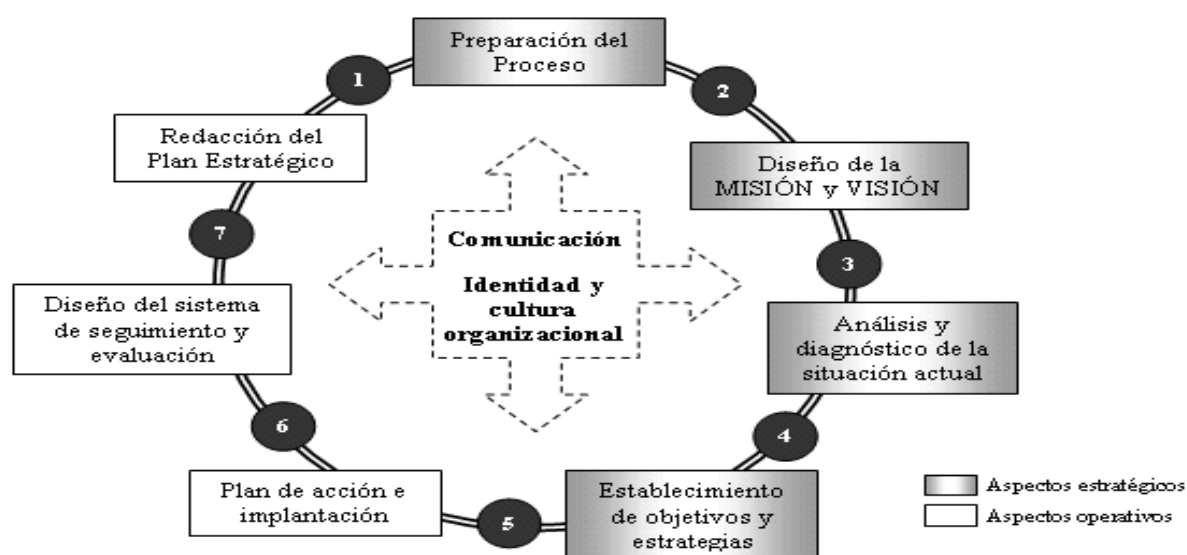 1
Preparación del
Proceso
2
Diseño de la
MISIÓN y VISIÓN
3
Análisis y
diagnóstico de la
situación actual
4
Establecimiento
de objetivos y
estrategias
5
Plan de acción e
implantación
6
Diseño del sistema
de seguimiento y
evaluación
7
Redacción del
Plan Estratégico
Comunicación
Identidad y
cultura
organizacional
Aspectos estratégicos
Aspectos operativos